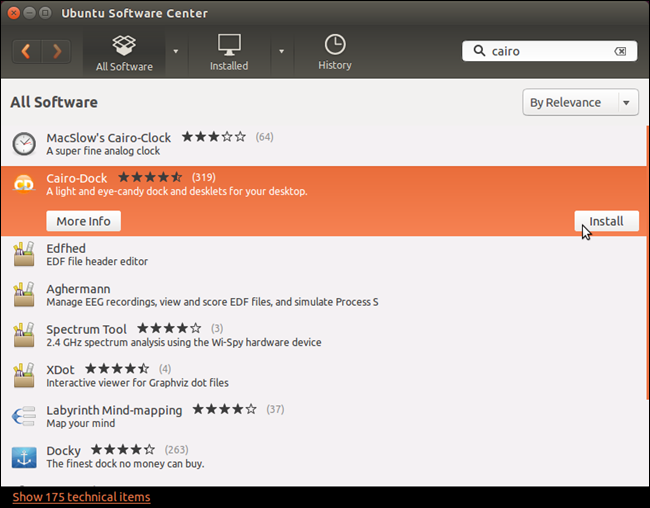 Ubuntu Software Center
All Software
Installed
History
cairo
All Software
By Relevance
MacSlow's Cairo-Clock (64)
A super fine analog clock
Cairo-Dock (319)
A light and eye-candy dock and desklets for your desktop.
More Info
Install
Edfhed
EDF file header editor
Aghermann
Manage EEG recordings, view and score EDF files, and simulate Process S
Spectrum Tool (3)
2.4 GHz spectrum analysis using the Wi-Spy hardware device
XDot (4)
Interactive viewer for Graphviz dot files
Labyrinth Mind-mapping (37)
Map your mind
Docky (263)
The finest dock no money can buy.
Show 175 technical items